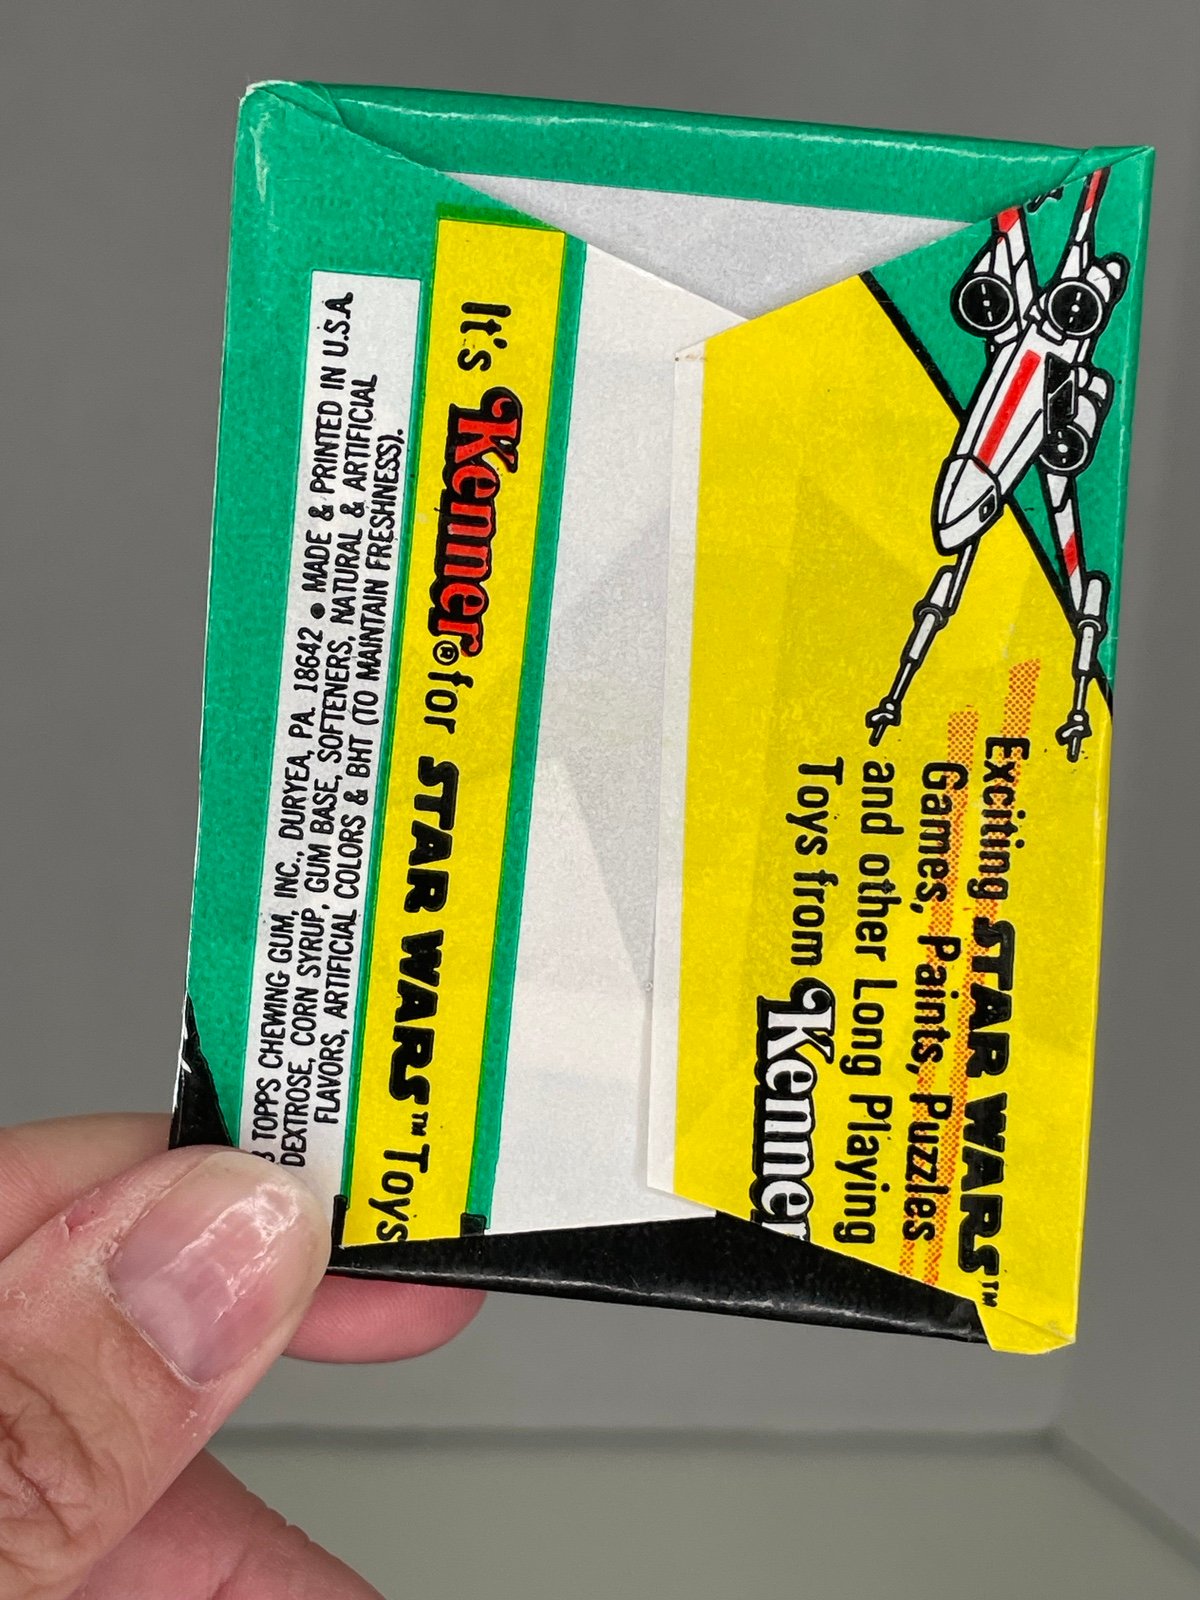 TOPPS CHEWING GUM, INC., DURYEA, PA. 18642 ● MADE & PRINTED IN U.S.A
DEXTROSE, CORN SYRUP, GUM BASE, SOFTENERS, NATURAL & ARTIFICIAL
FLAVORS, ARTIFICIAL COLORS & BHT (TO MAINTAIN FRESHNESS).
It's Kenner® for STAR WARS™ Toys
Exciting STAR WARS™
Games, Paints, Puzzles
and other Long Playing
Toys from Kenner